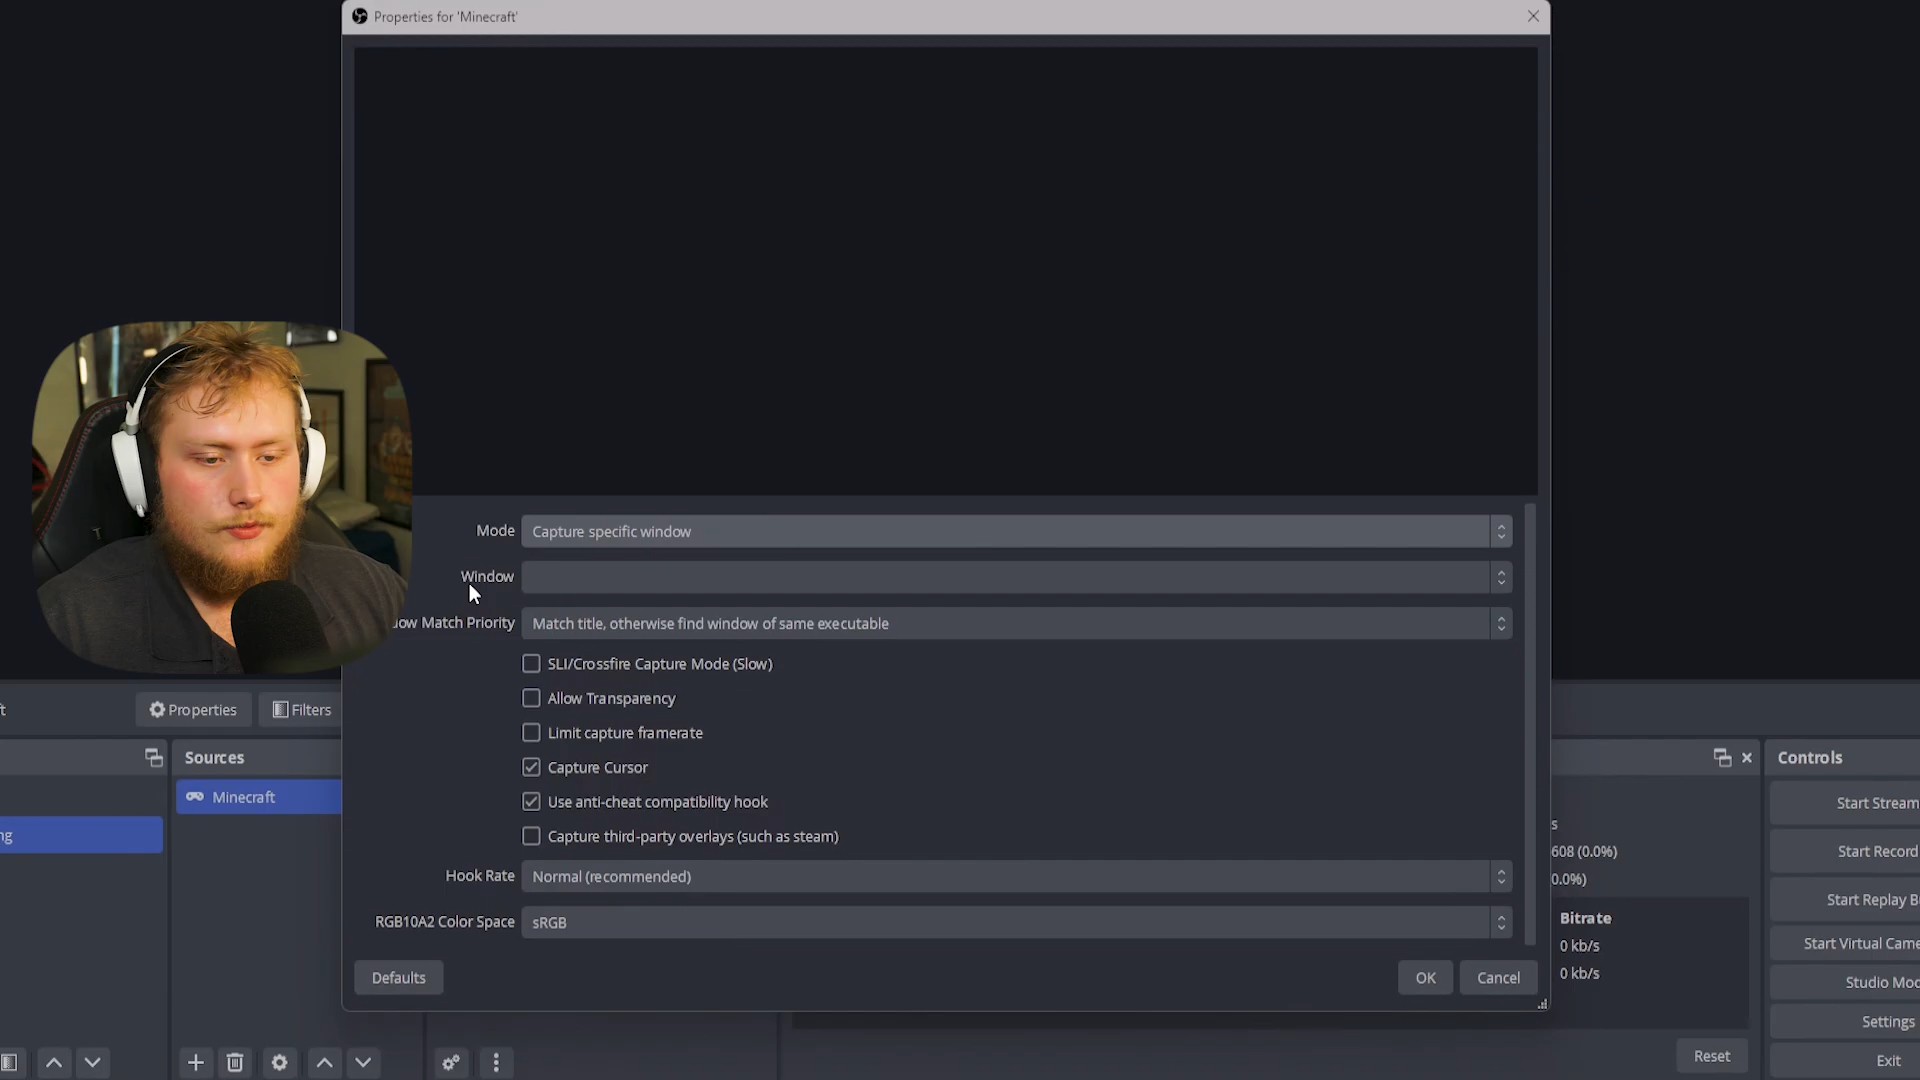 Properties for 'Minecraft'
Mode
Capture specific window
Window
ow Match Priority
Match title, otherwise find window of same executable
SLI/Crossfire Capture Mode (Slow)
Allow Transparency
Limit capture framerate
Capture Cursor
Use anti-cheat compatibility hook
Capture third-party overlays (such as steam)
Hook Rate
Normal (recommended)
RGB10A2 Color Space
sRGB
Defaults
OK
Cancel
ft
Properties
Filters
Sources
Minecraft
ng
s
608 (0.0%)
0.0%)
Bitrate
0 kb/s
0 kb/s
Reset
Controls
Start Stream
Start Record
Start Replay B
Start Virtual Came
Studio Mo
Settings
Exit